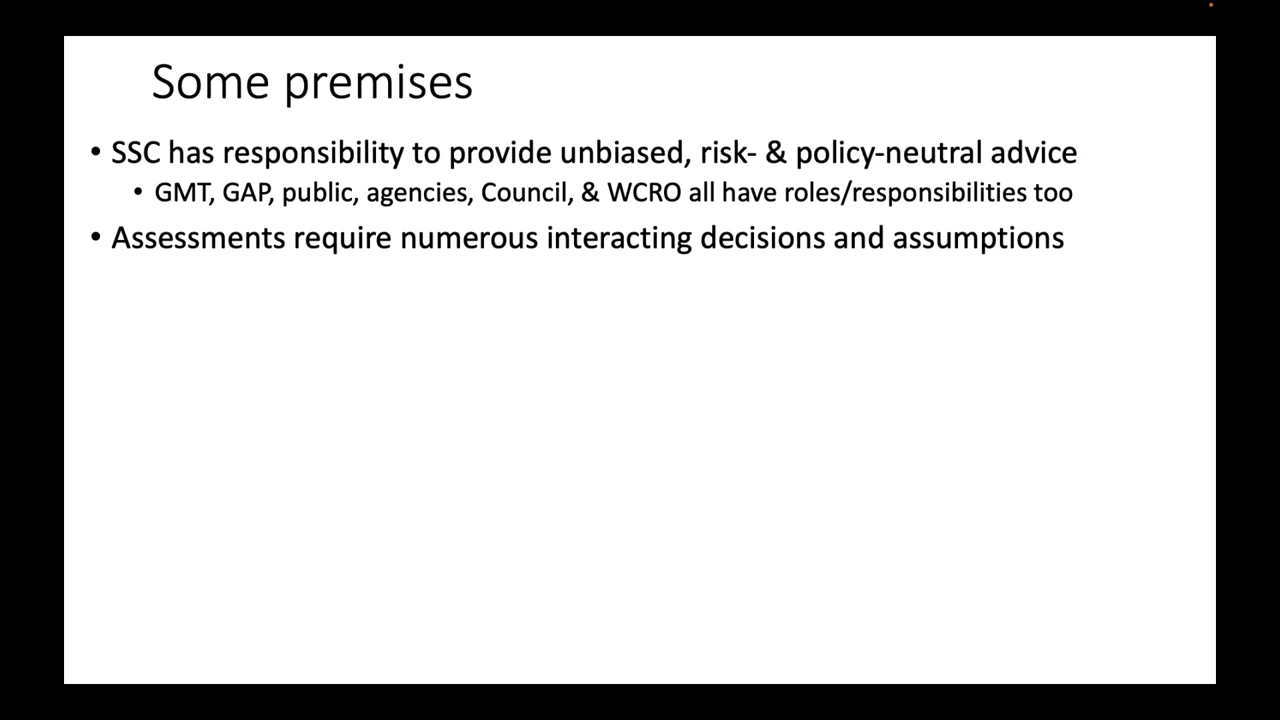 Some premises
• SSC has responsibility to provide unbiased, risk- & policy-neutral advice
• GMT, GAP, public, agencies, Council, & WCRO all have roles/responsibilities too
• Assessments require numerous interacting decisions and assumptions